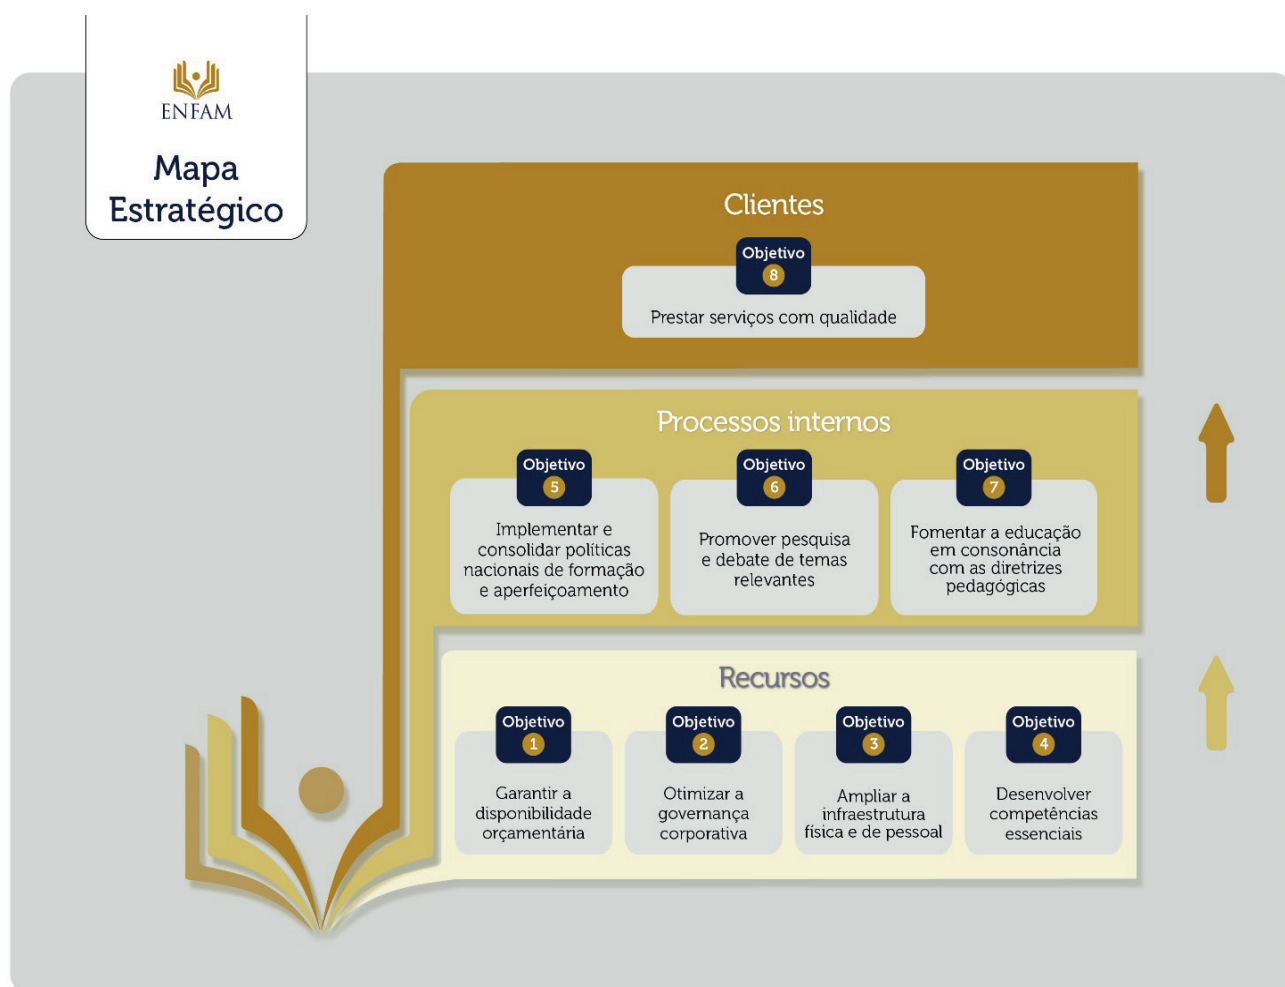 ENFAM
Mapa
Estratégico
Clientes
Objetivo
8
Prestar serviços com qualidade
Processos internos
Objetivo
5
Implementar e
consolidar políticas
nacionais de formação
e aperfeiçoamento
Objetivo
6
Promover pesquisa
e debate de temas
relevantes
Objetivo
7
Fomentar a educação
em consonância
com as diretrizes
pedagógicas
Recursos
Objetivo
1
Garantir a
disponibilidade
orçamentária
Objetivo
2
Otimizar a
governança
corporativa
Objetivo
3
Ampliar a
infraestrutura
física e de pessoal
Objetivo
4
Desenvolver
competências
essenciais